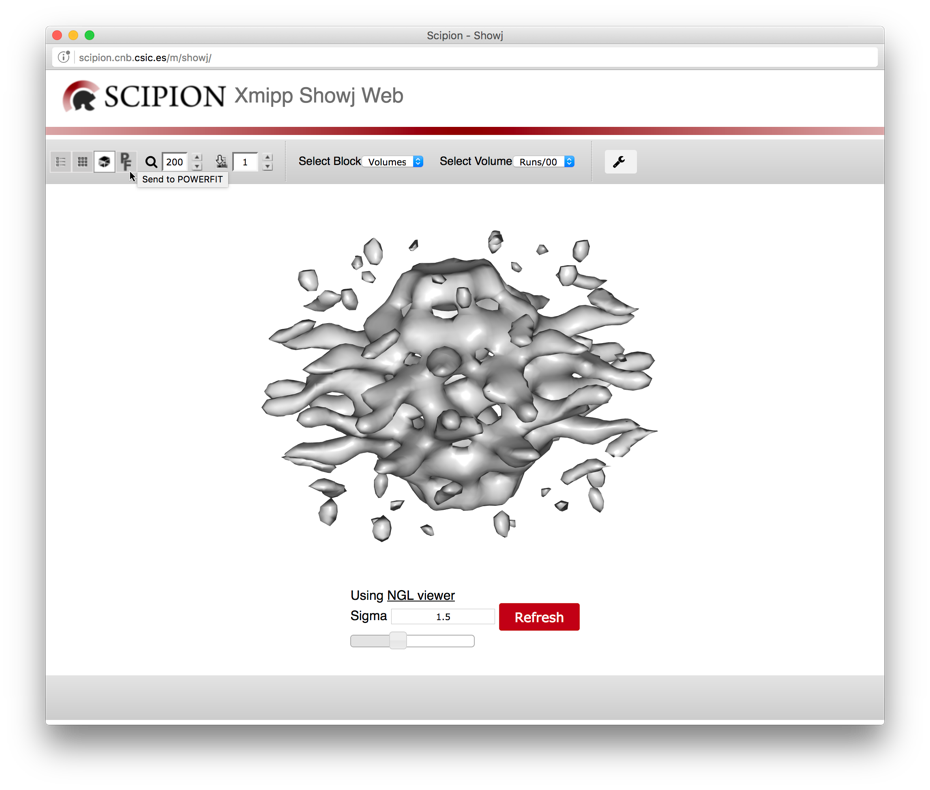 Scipion - Showj
scipion.cnb.csic.es/m/showj/
SCIPION Xmipp Showj Web
PF 200 1 Select Block Volumes Select Volume Runs/00
Send to POWERFIT
Using NGL viewer
Sigma 1.5 Refresh